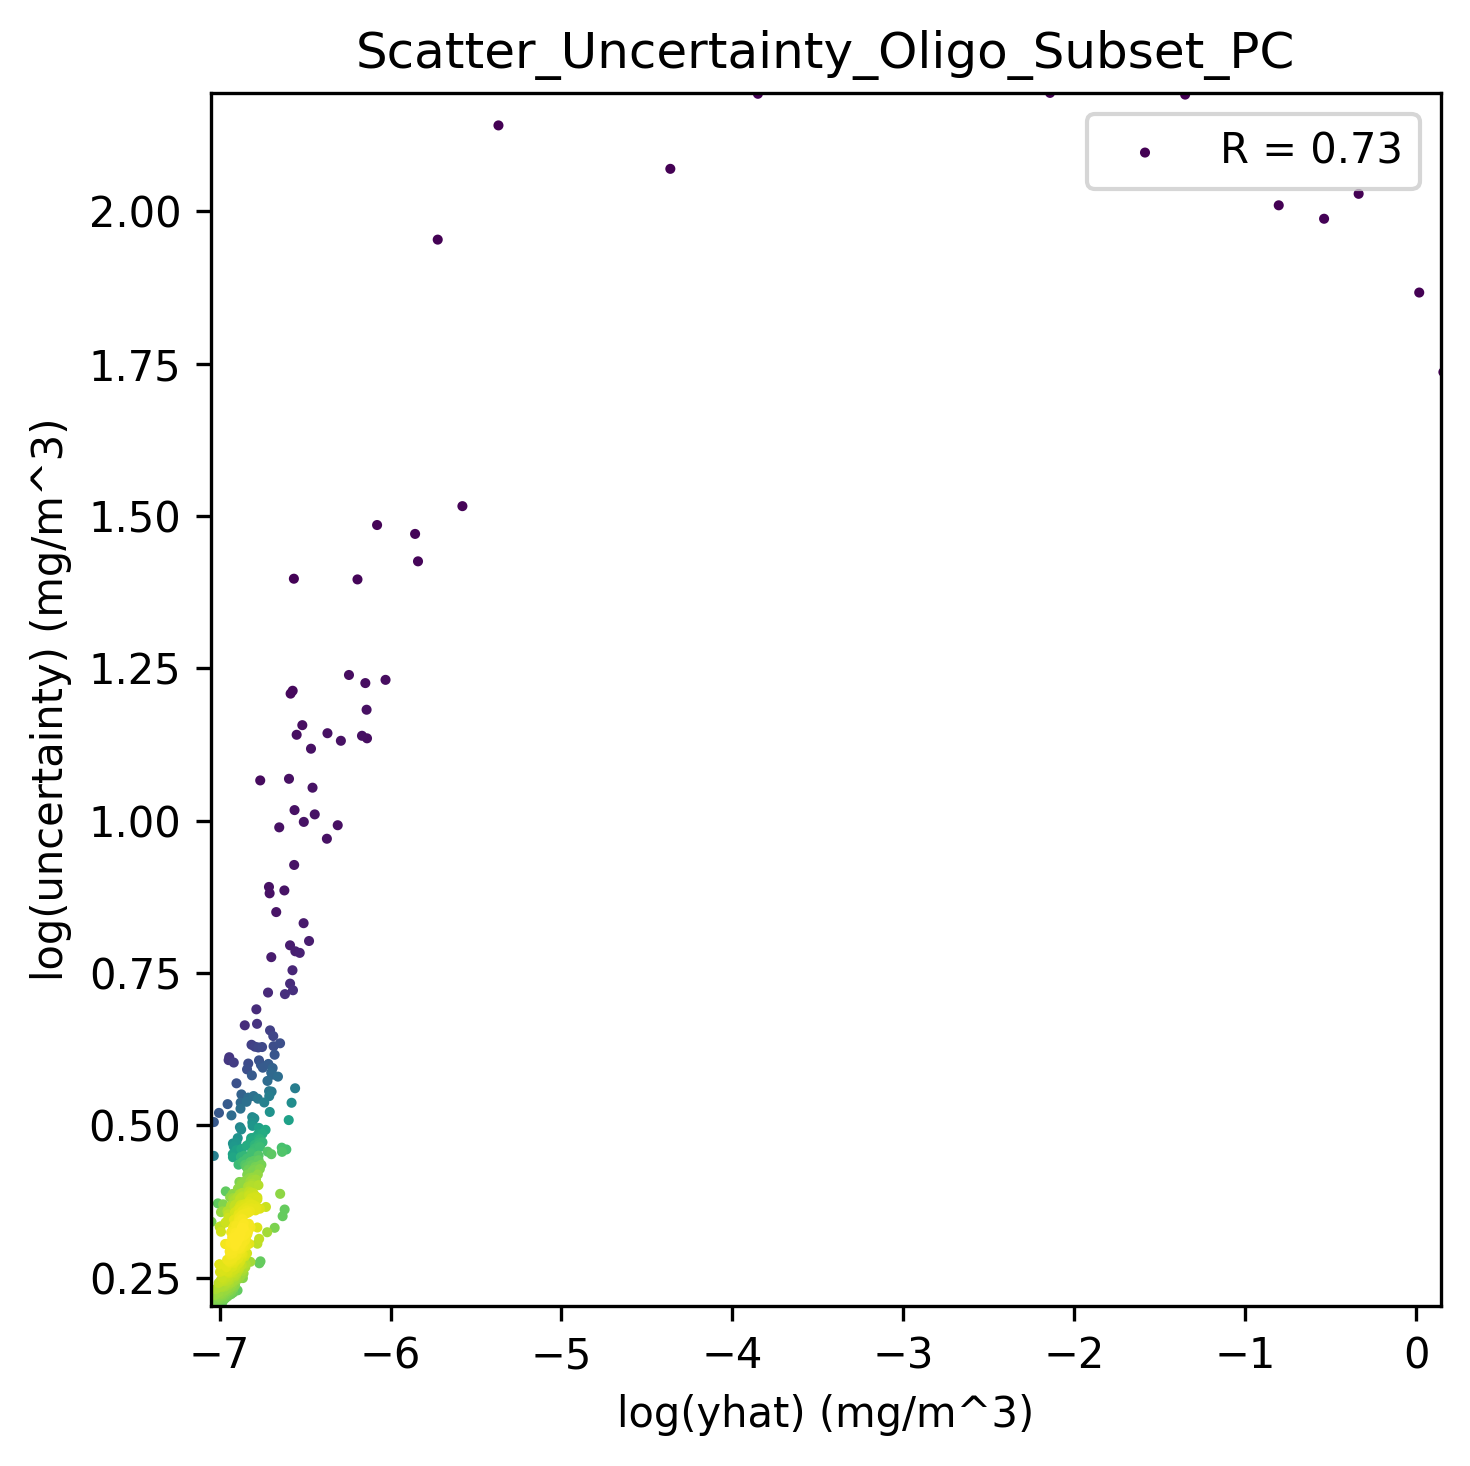 Scatter_Uncertainty_Oligo_Subset_PC
R = 0.73
2.00
1.75
1.50
1.25
1.00
0.75
0.50
0.25
log(uncertainty) (mg/m^3)
−7 −6 −5 −4 −3 −2 −1 0
log(yhat) (mg/m^3)